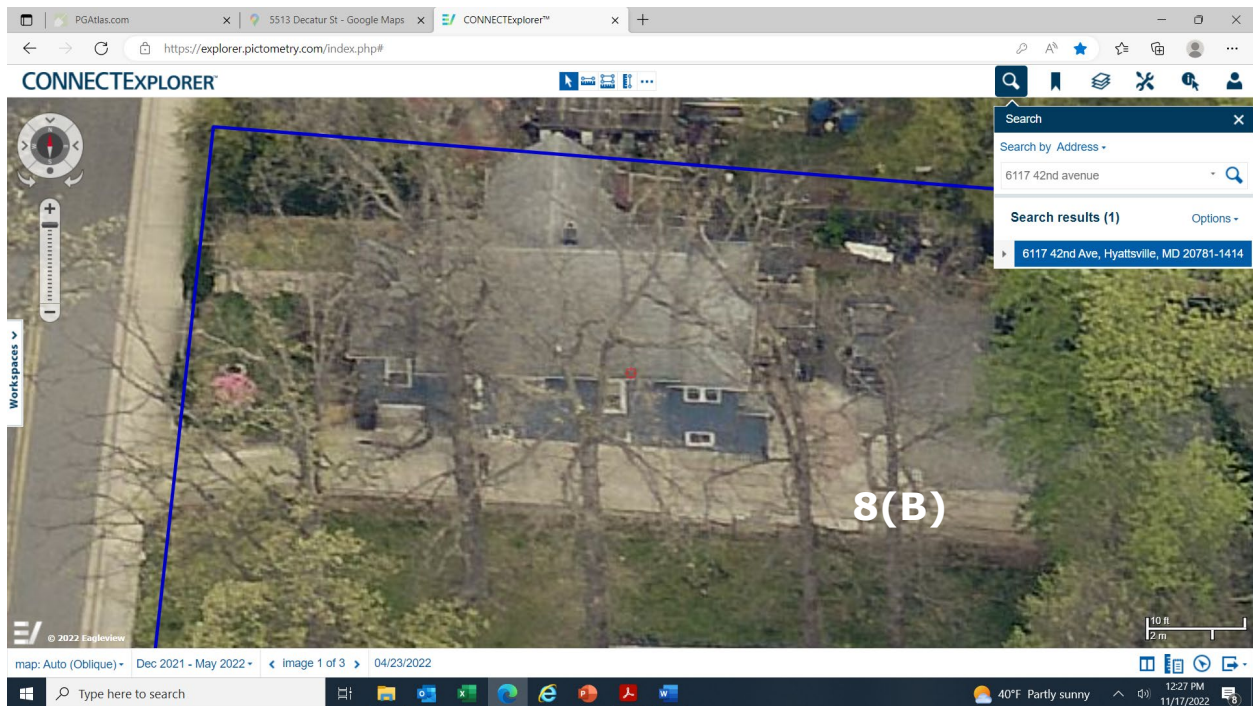 PGAtlas.com
5513 Decatur St - Google Maps
CONNECTExplorer™
https://explorer.pictometry.com/index.php#
CONNECTEXPLORER™
Search
Search by Address
6117 42nd avenue
Search results (1) Options
6117 42nd Ave, Hyattsville, MD 20781-1414
Workspaces
8(B)
© 2022 Eagleview
10 ft
2 m
map: Auto (Oblique) Dec 2021 - May 2022 image 1 of 3 04/23/2022
Type here to search
40°F Partly sunny
12:27 PM
11/17/2022
8